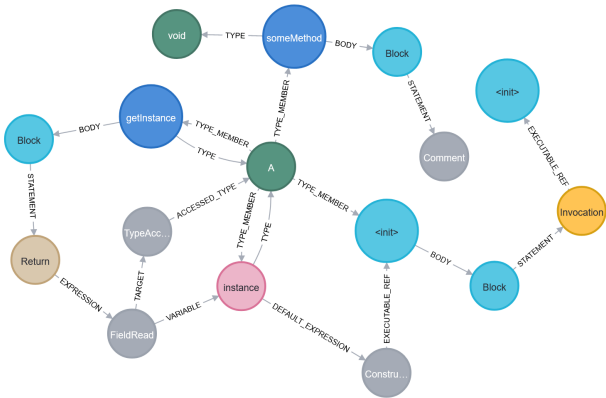 void
TYPE
someMethod
BODY
Block
<init>
getInstance
TYPE_MEMBER
TYPE_MEMBER
STATEMENT
EXECUTABLE_REF
Block
BODY
TYPE
A
Comment
STATEMENT
ACCESSED_TYPE
TYPE_MEMBER
TypeAcc...
TYPE_MEMBER
TYPE
<init>
Invocation
Return
TARGET
BODY
STATEMENT
EXPRESSION
VARIABLE
instance
EXECUTABLE_REF
Block
FieldRead
DEFAULT_EXPRESSION
Constru...